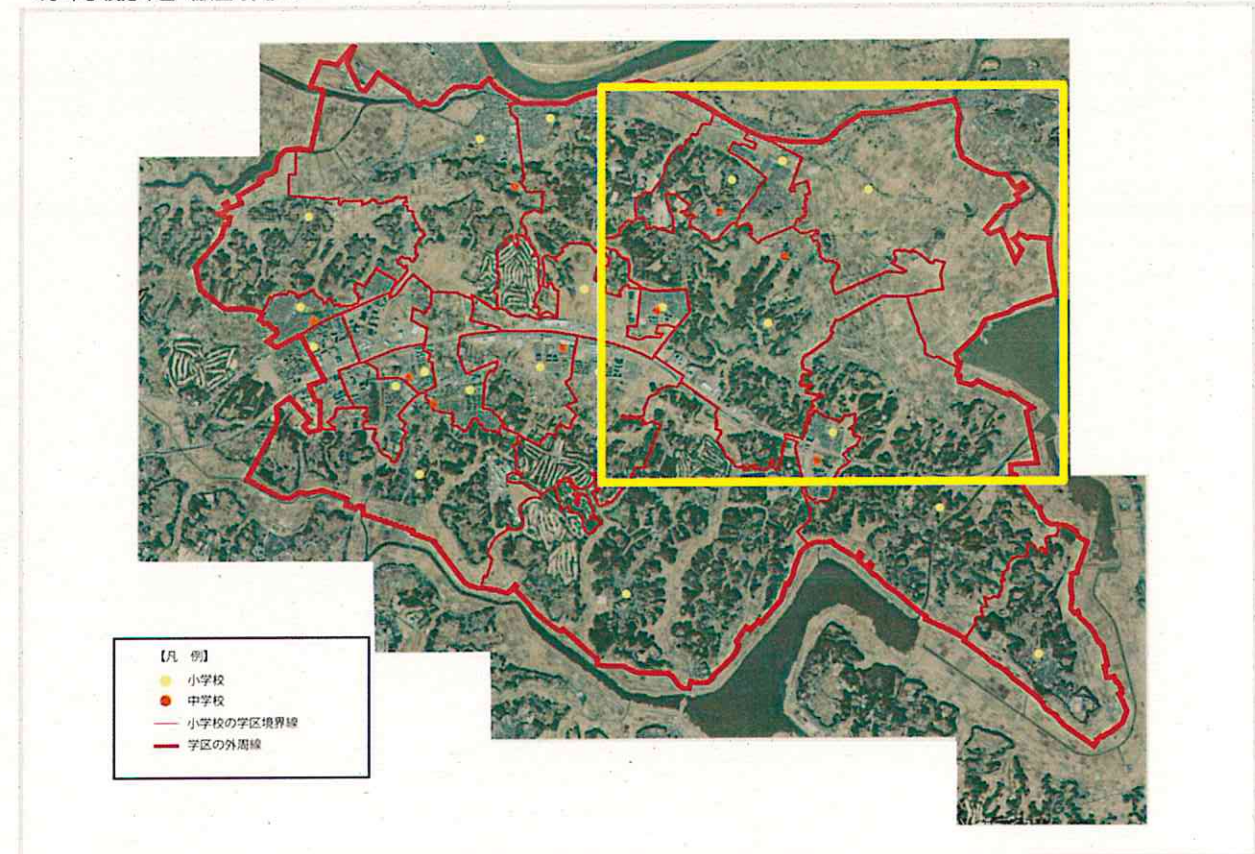 【凡　例】
小学校
中学校
小学校の学区境界線
学区の外周線